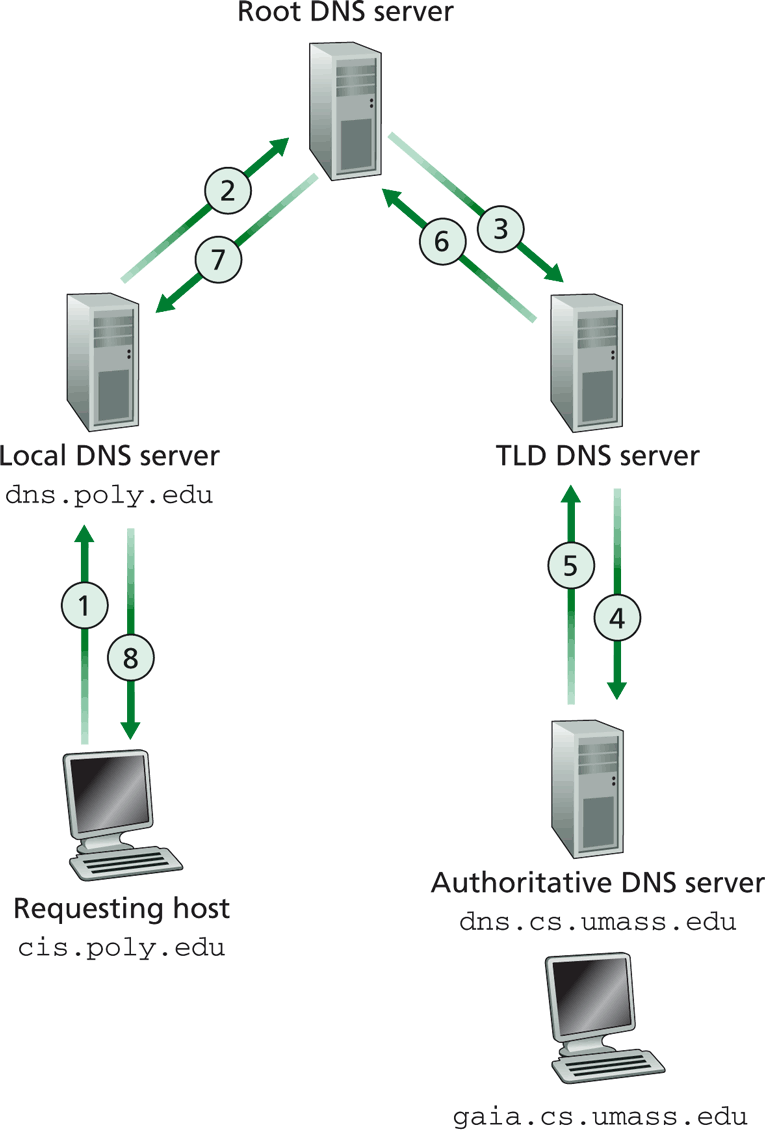 Root DNS server
2
3
6
7
Local DNS server
dns.poly.edu
TLD DNS server
5
1
4
8
Authoritative DNS server
dns.cs.umass.edu
Requesting host
cis.poly.edu
gaia.cs.umass.edu